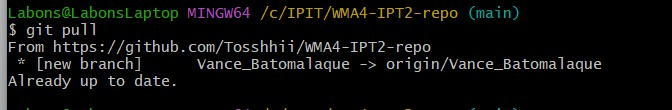 Labons@LabonsLaptop MINGW64 /c/IPIT/WMA4-IPT2-repo (main)
$ git pull
From https://github.com/Tosshhii/WMA4-IPT2-repo
 * [new branch]      Vance_Batomalaque -> origin/Vance_Batomalaque
Already up to date.